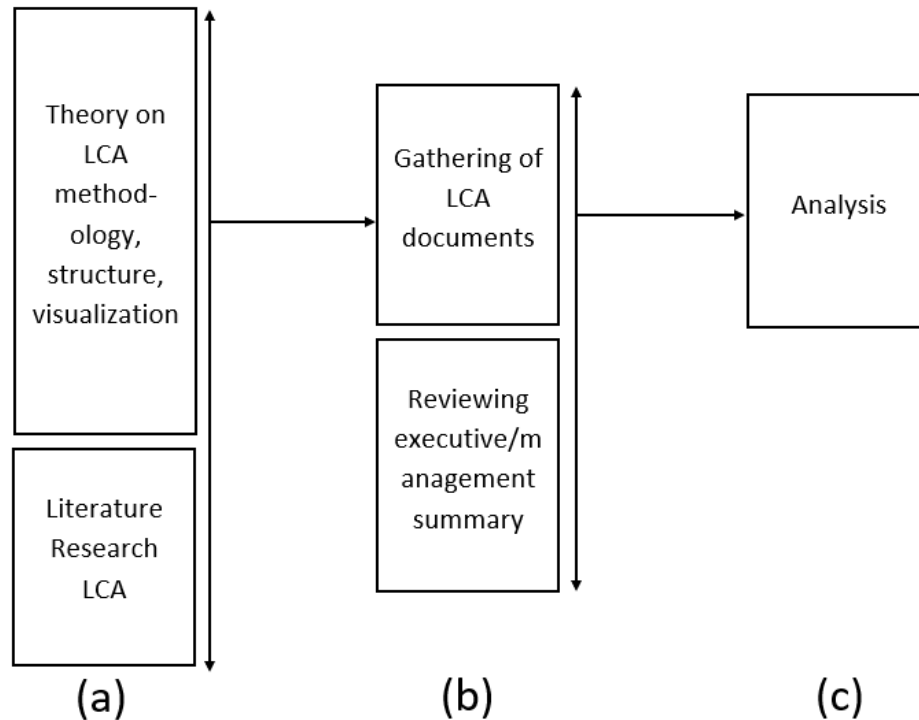 Theory on
LCA
method-
ology,
structure,
visualization
Literature
Research
LCA
(a)
Gathering of
LCA
documents
Reviewing
executive/m
anagement
summary
(b)
Analysis
(c)